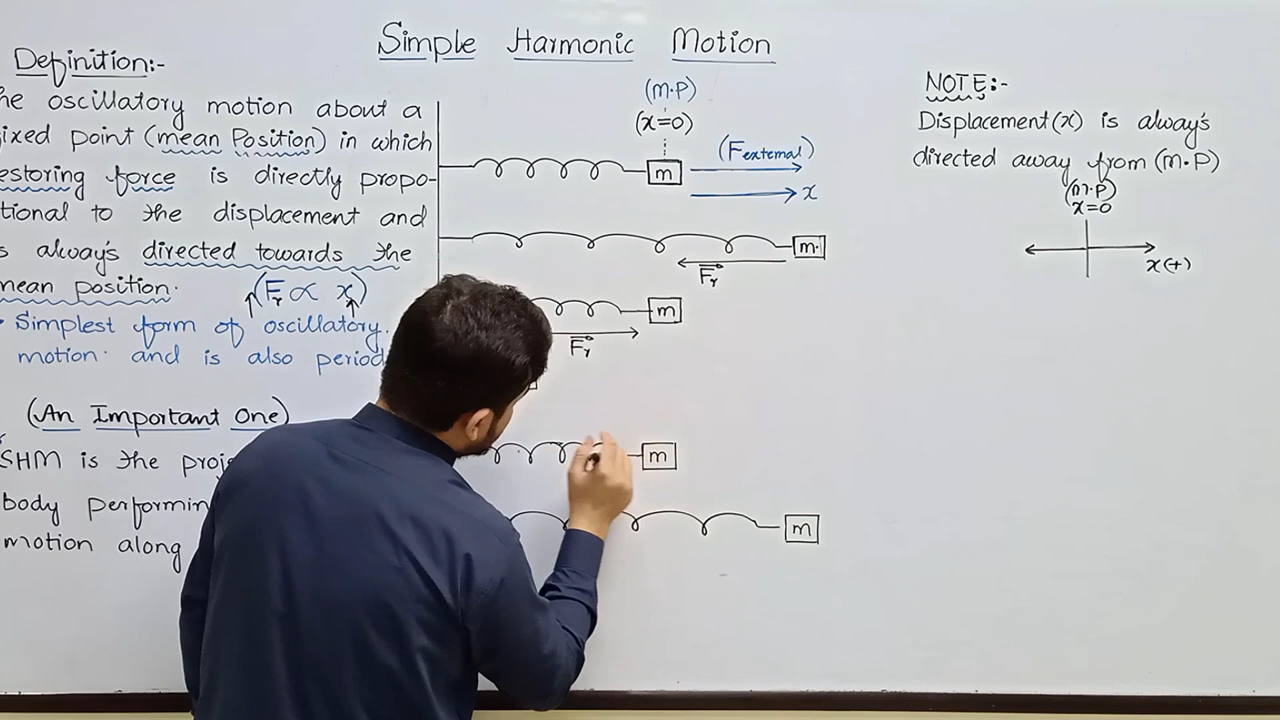 Simple Harmonic Motion
Definition:-
he oscillatory motion about a
ixed point (mean Position) in which
estoring force is directly propo-
tional to the displacement and
s alway's directed towards the
mean position.
(Fr ∝ x)
Simplest form of oscillatory.
motion. and is also period
(An Important One)
SHM is the proj
body performin
motion along
(m.P)
(x=0)
m
(Fexternal)
x
m.
Fr
m
Fr
m
m
NOTE:-
Displacement(x) is alway's
directed away from (m.P)
(m.P)
x=0
x(+)